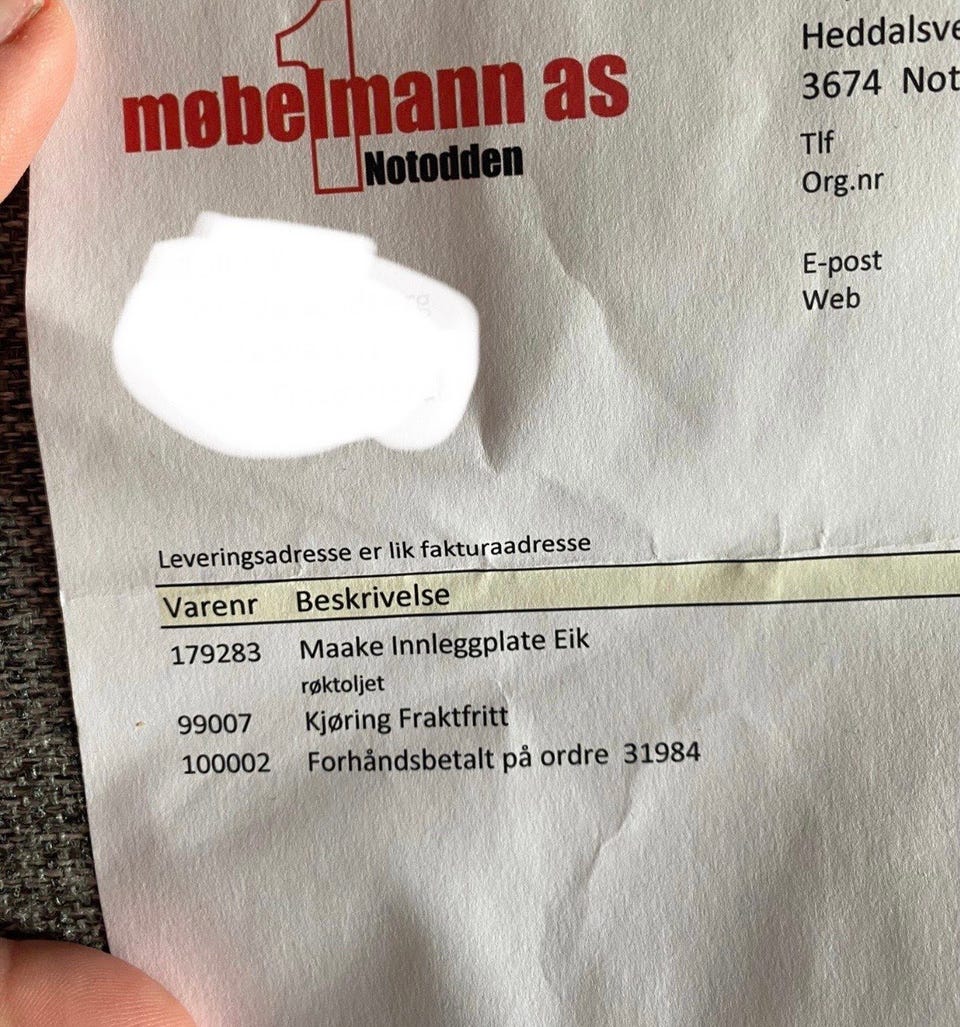 møbelmann as
Notodden
Heddalsve
3674 Not
Tlf
Org.nr
E-post
Web
Leveringsadresse er lik fakturaadresse
Varenr Beskrivelse
179283 Maake Innleggplate Eik
røktoljet
99007 Kjøring Fraktfritt
100002 Forhåndsbetalt på ordre 31984